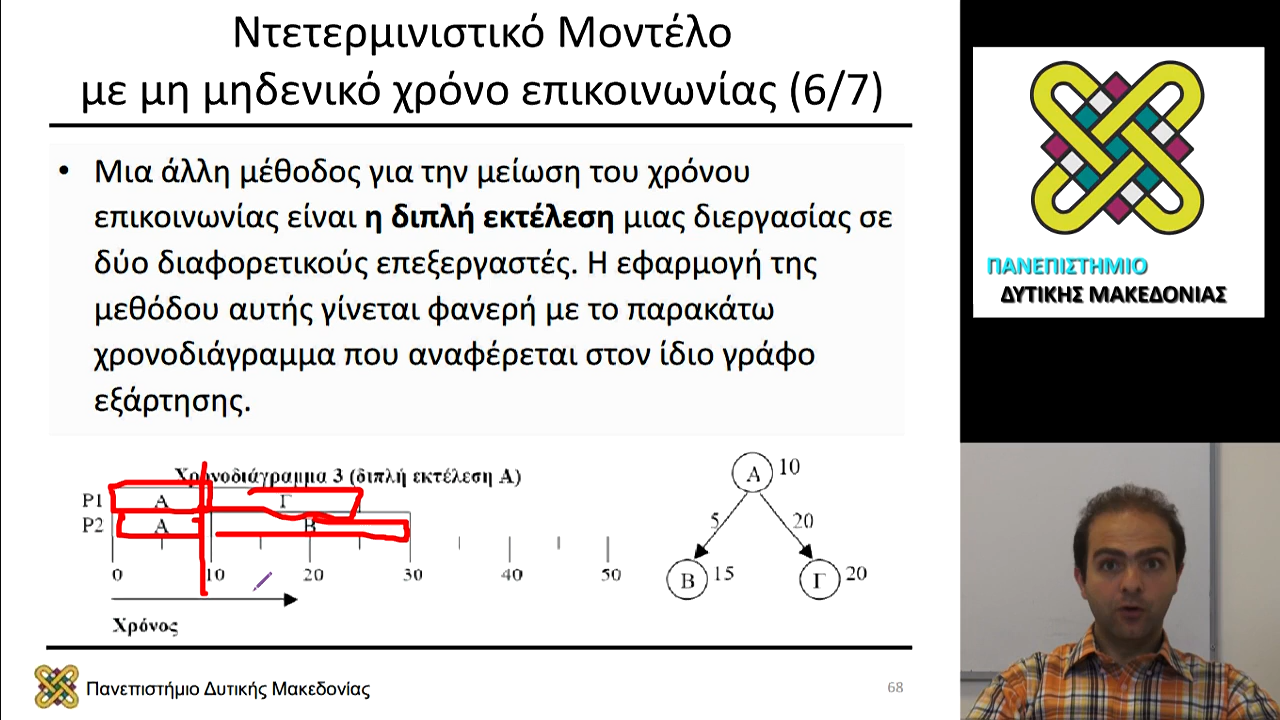 Ντετερμινιστικό Μοντέλο
με μη μηδενικό χρόνο επικοινωνίας (6/7)
• Μια άλλη μέθοδος για την μείωση του χρόνου
επικοινωνίας είναι η διπλή εκτέλεση μιας διεργασίας σε
δύο διαφορετικούς επεξεργαστές. Η εφαρμογή της
μεθόδου αυτής γίνεται φανερή με το παρακάτω
χρονοδιάγραμμα που αναφέρεται στον ίδιο γράφο
εξάρτησης.
Χρονοδιάγραμμα 3 (διπλή εκτέλεση Α)
P1 Α Γ
P2 Α Β
0 10 20 30 40 50
Χρόνος
Α 10
5 20
Β 15 Γ 20
Πανεπιστήμιο Δυτικής Μακεδονίας
68
ΠΑΝΕΠΙΣΤΗΜΙΟ
ΔΥΤΙΚΗΣ ΜΑΚΕΔΟΝΙΑΣ